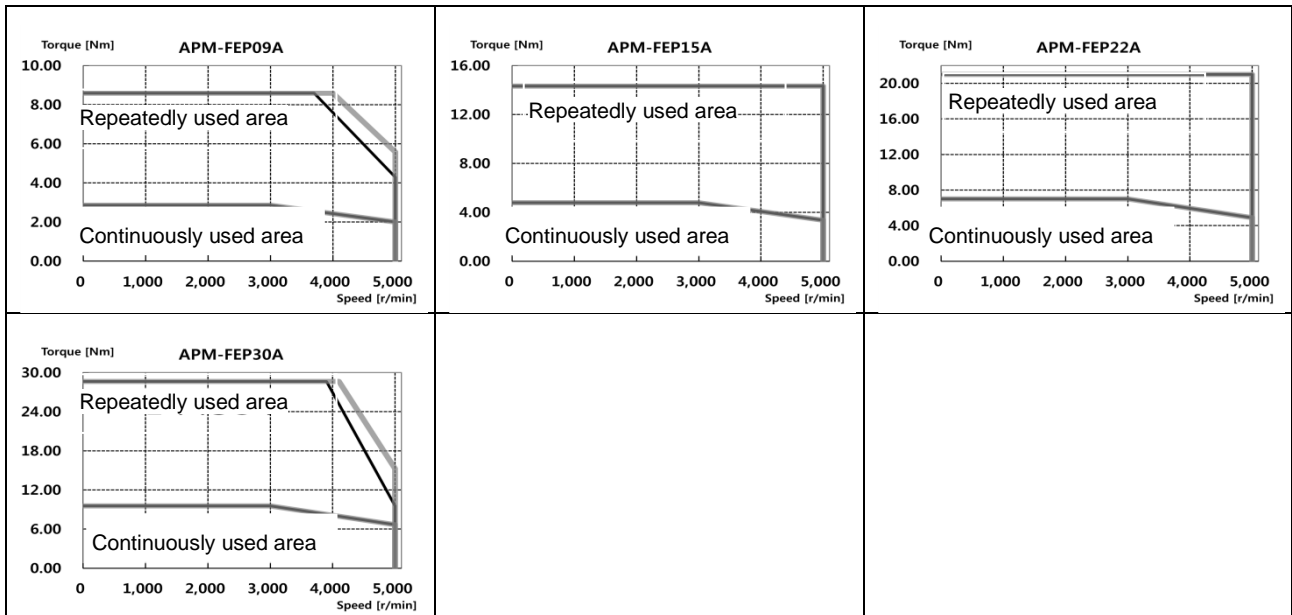 Torque [Nm] APM-FEP09A
10.00
8.00
Repeatedly used area
6.00
4.00
2.00
Continuously used area
0.00
0 1,000 2,000 3,000 4,000 5,000
Speed [r/min]
Torque [Nm] APM-FEP15A
16.00
Repeatedly used area
12.00
8.00
4.00
Continuously used area
0.00
0 1,000 2,000 3,000 4,000 5,000
Speed [r/min]
Torque [Nm] APM-FEP22A
20.00
Repeatedly used area
16.00
12.00
8.00
4.00
Continuously used area
0.00
0 1,000 2,000 3,000 4,000 5,000
Speed [r/min]
Torque [Nm] APM-FEP30A
30.00
Repeatedly used area
24.00
18.00
12.00
6.00
Continuously used area
0.00
0 1,000 2,000 3,000 4,000 5,000
Speed [r/min]